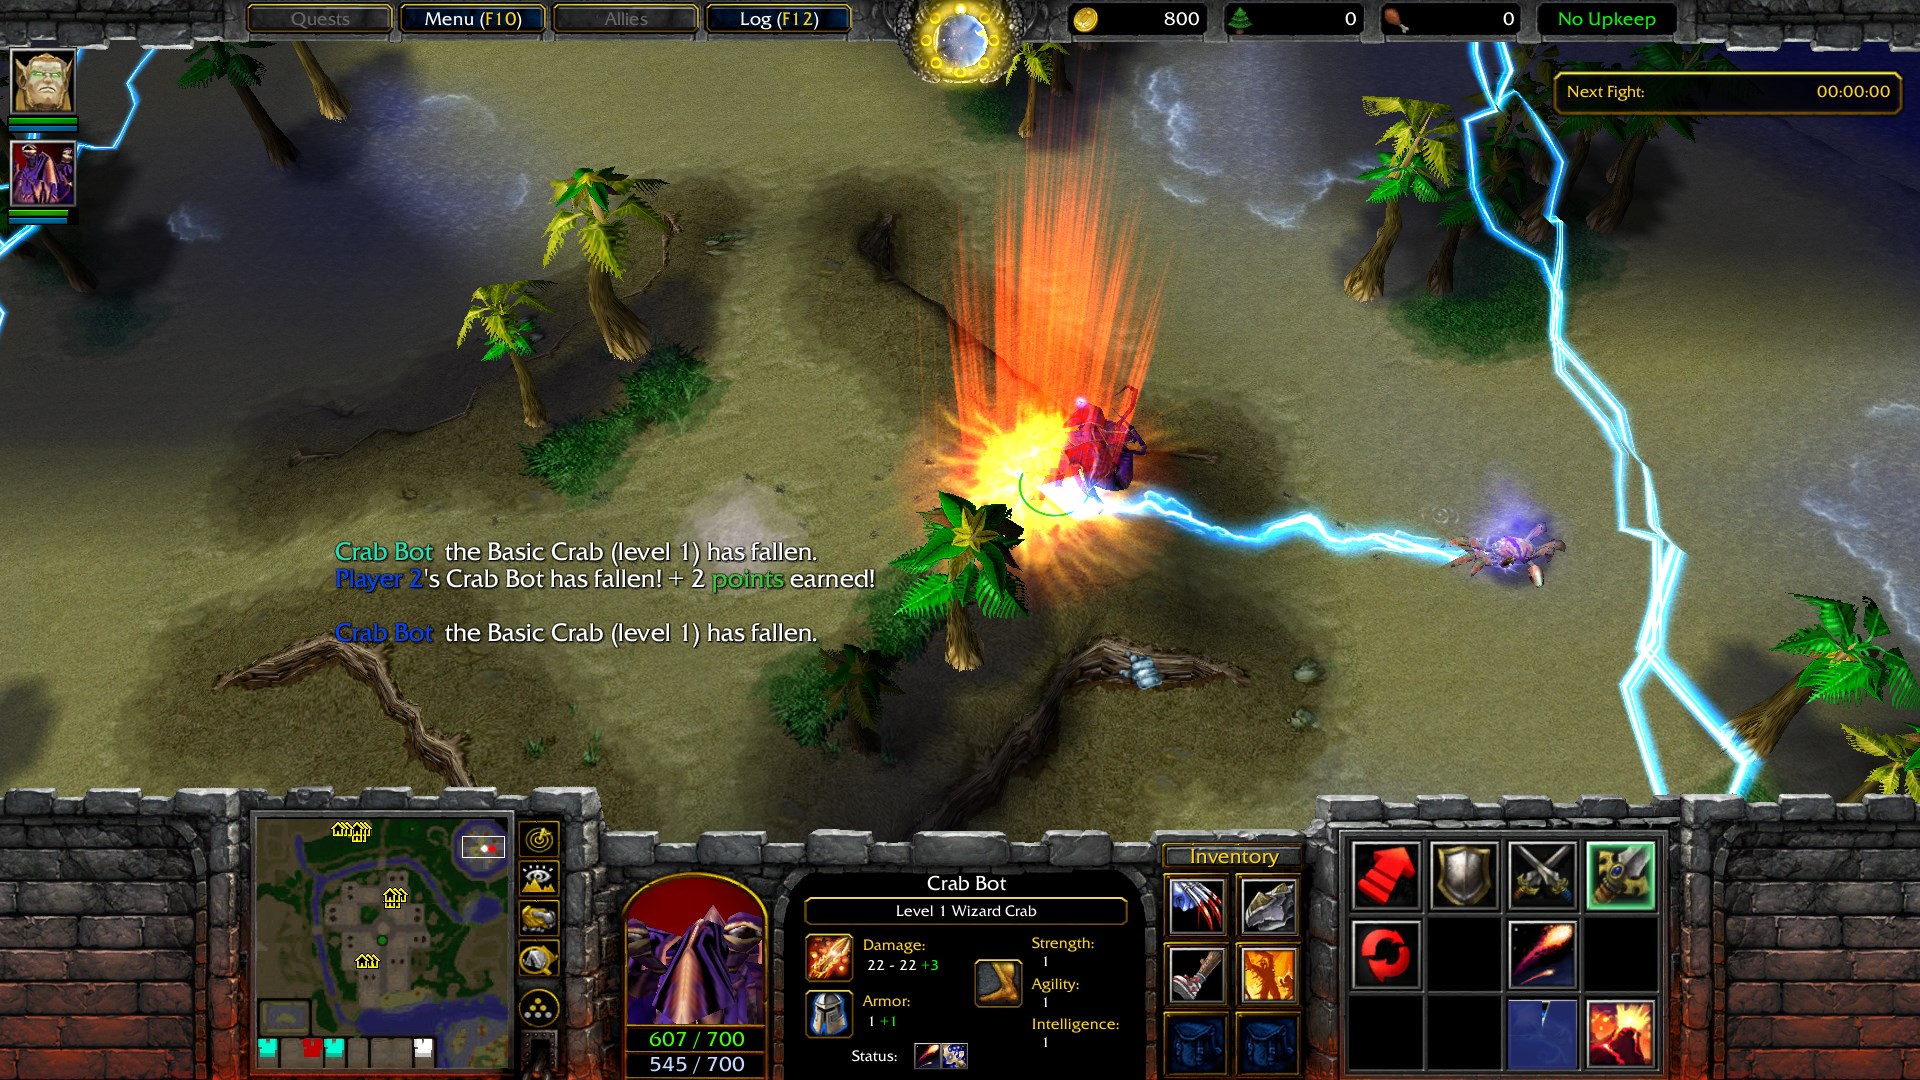 Quests
Menu (F10)
Allies
Log (F12)
800
0
0
No Upkeep
Next Fight: 00:00:00
Crab Bot the Basic Crab (level 1) has fallen.
Player 2's Crab Bot has fallen! + 2 points earned!
Crab Bot the Basic Crab (level 1) has fallen.
Crab Bot
Level 1 Wizard Crab
Damage:
22 - 22 +3
Armor:
1 +1
Strength:
1
Agility:
1
Intelligence:
1
Status:
607 / 700
545 / 700
Inventory